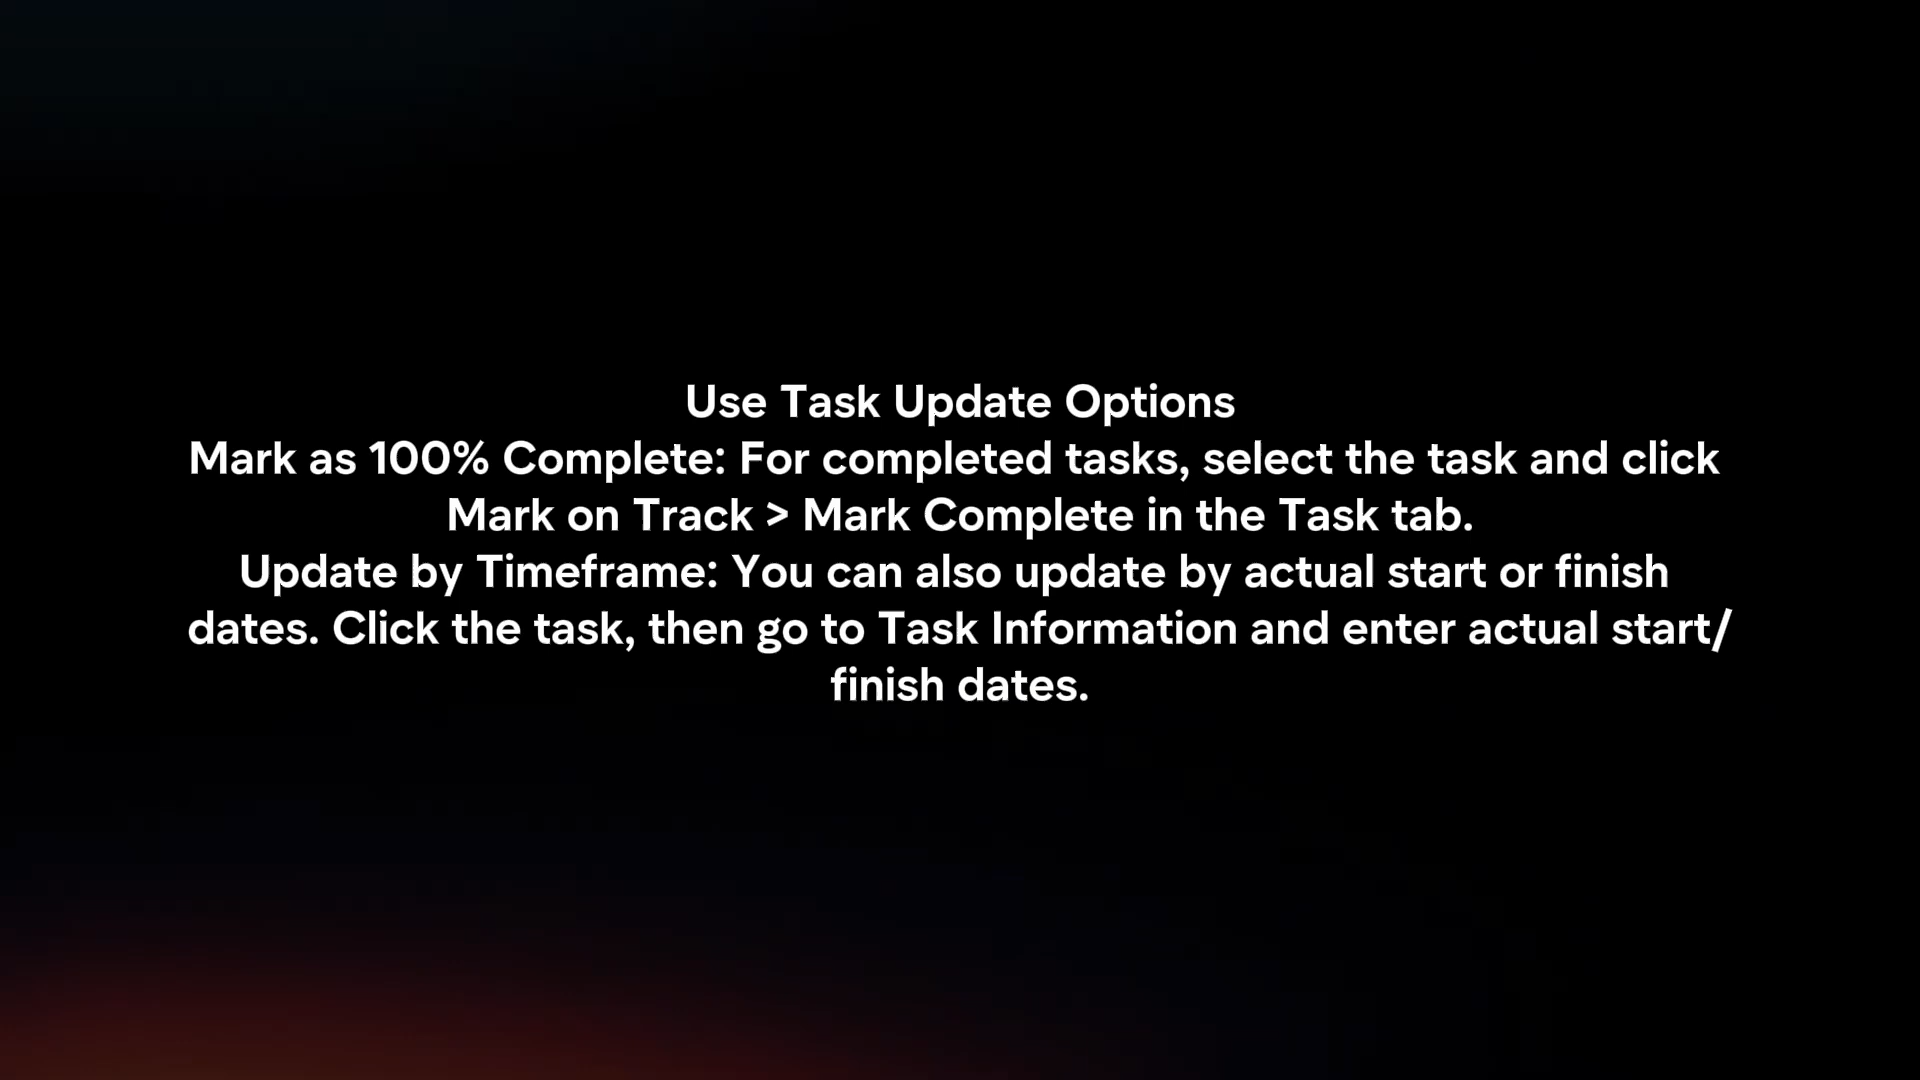 Use Task Update Options
Mark as 100% Complete: For completed tasks, select the task and click
Mark on Track > Mark Complete in the Task tab.
Update by Timeframe: You can also update by actual start or finish
dates. Click the task, then go to Task Information and enter actual start/
finish dates.